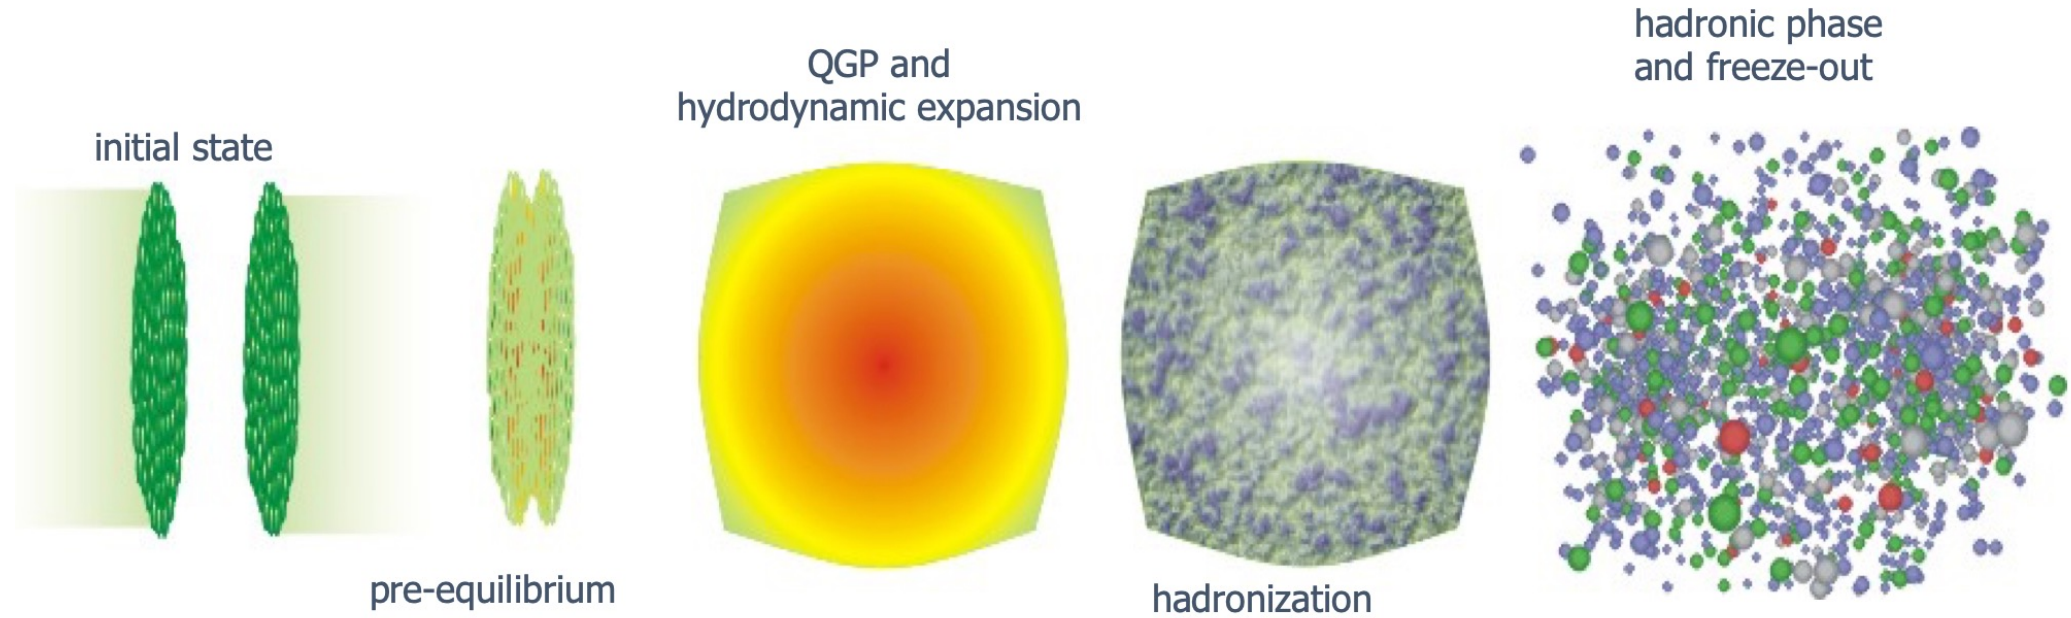 initial state
pre-equilibrium
QGP and
hydrodynamic expansion
hadronization
hadronic phase
and freeze-out